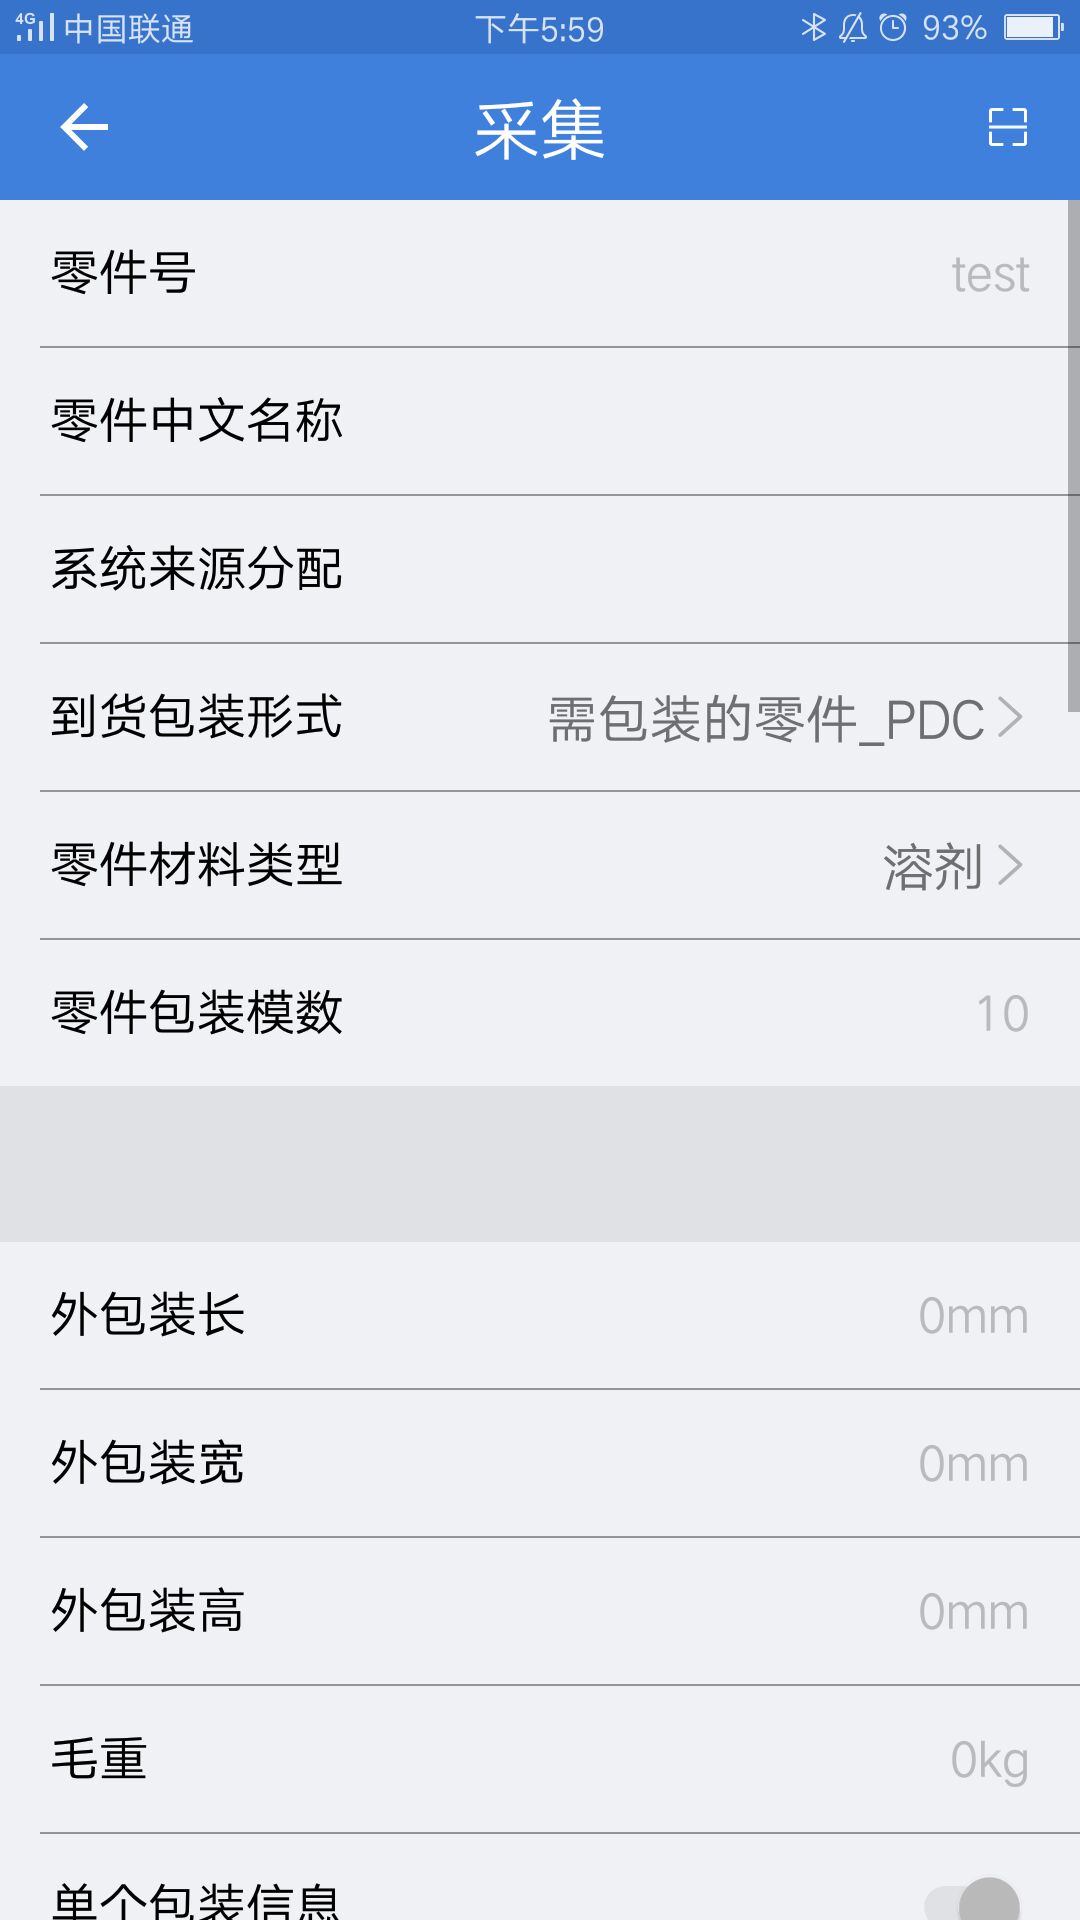 4G 中国联通 下午5:59 93%
采集
零件号 test
零件中文名称
系统来源分配
到货包装形式 需包装的零件_PDC
零件材料类型 溶剂
零件包装模数 10
外包装长 0mm
外包装宽 0mm
外包装高 0mm
毛重 0kg
单个包装信息